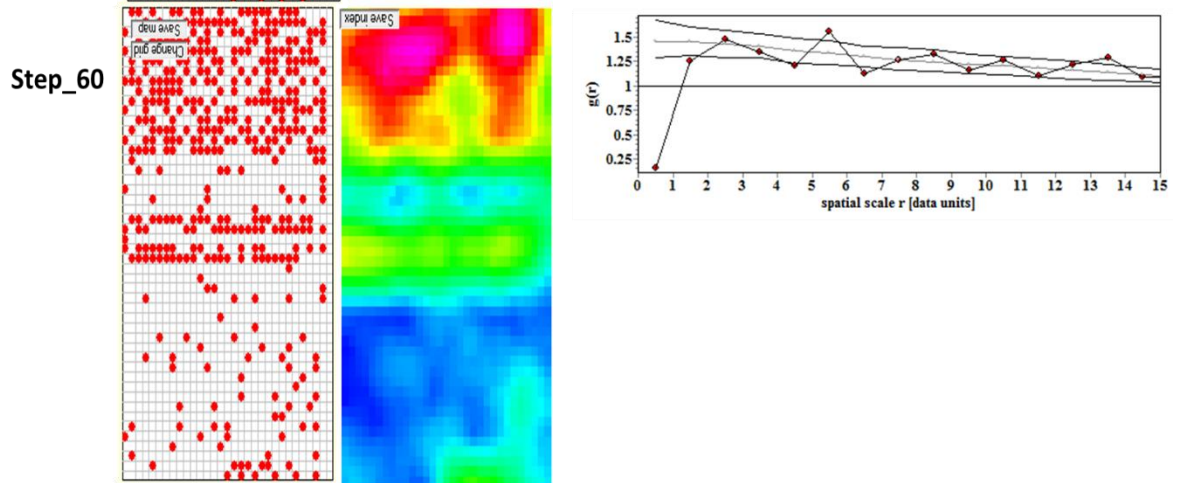 Step_60
Save map
Change grid
Save index
1.5
1.25
1
0.75
0.5
0.25
g(r)
0 1 2 3 4 5 6 7 8 9 10 11 12 13 14 15
spatial scale r [data units]